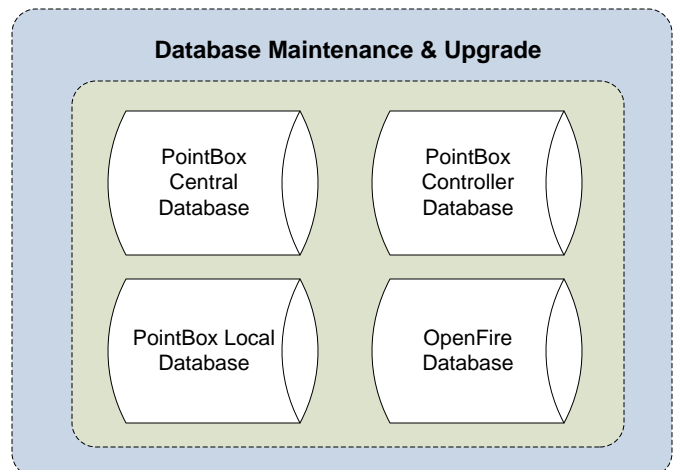 Database Maintenance & Upgrade
PointBox
Central
Database
PointBox
Controller
Database
PointBox Local
Database
OpenFire
Database